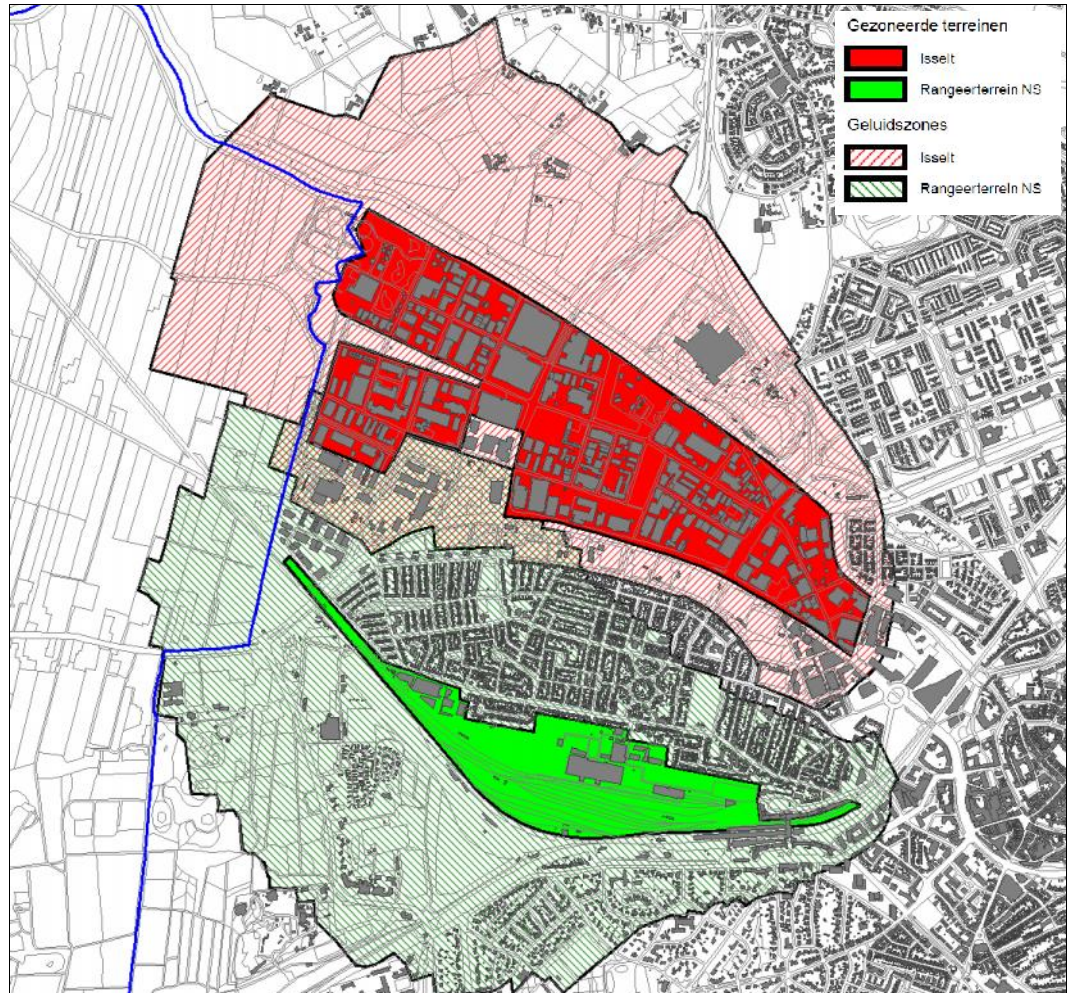 Gezoneerde terreinen
Isselt
Rangeerterrein NS
Geluidszones
Isselt
Rangeerterrein NS